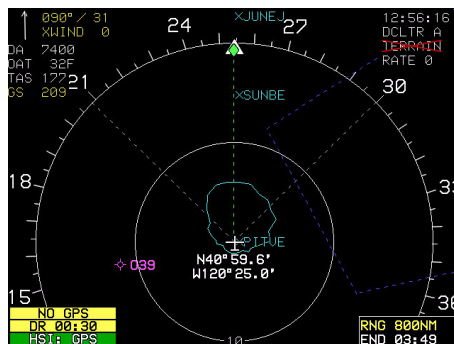 090°/ 31
XWIND 0
DA 7400
OAT 32F
TAS 177
GS 209
12:56:16
DCLTR A
TERRAIN
RATE 0
JUNEJ
24
27
21
30
SUNBE
18
33
PITVE
N40°59.6'
W120°25.0'
O39
15
36
NO GPS
DR 00:30
HSI: GPS
10
RNG 800NM
END 03:49